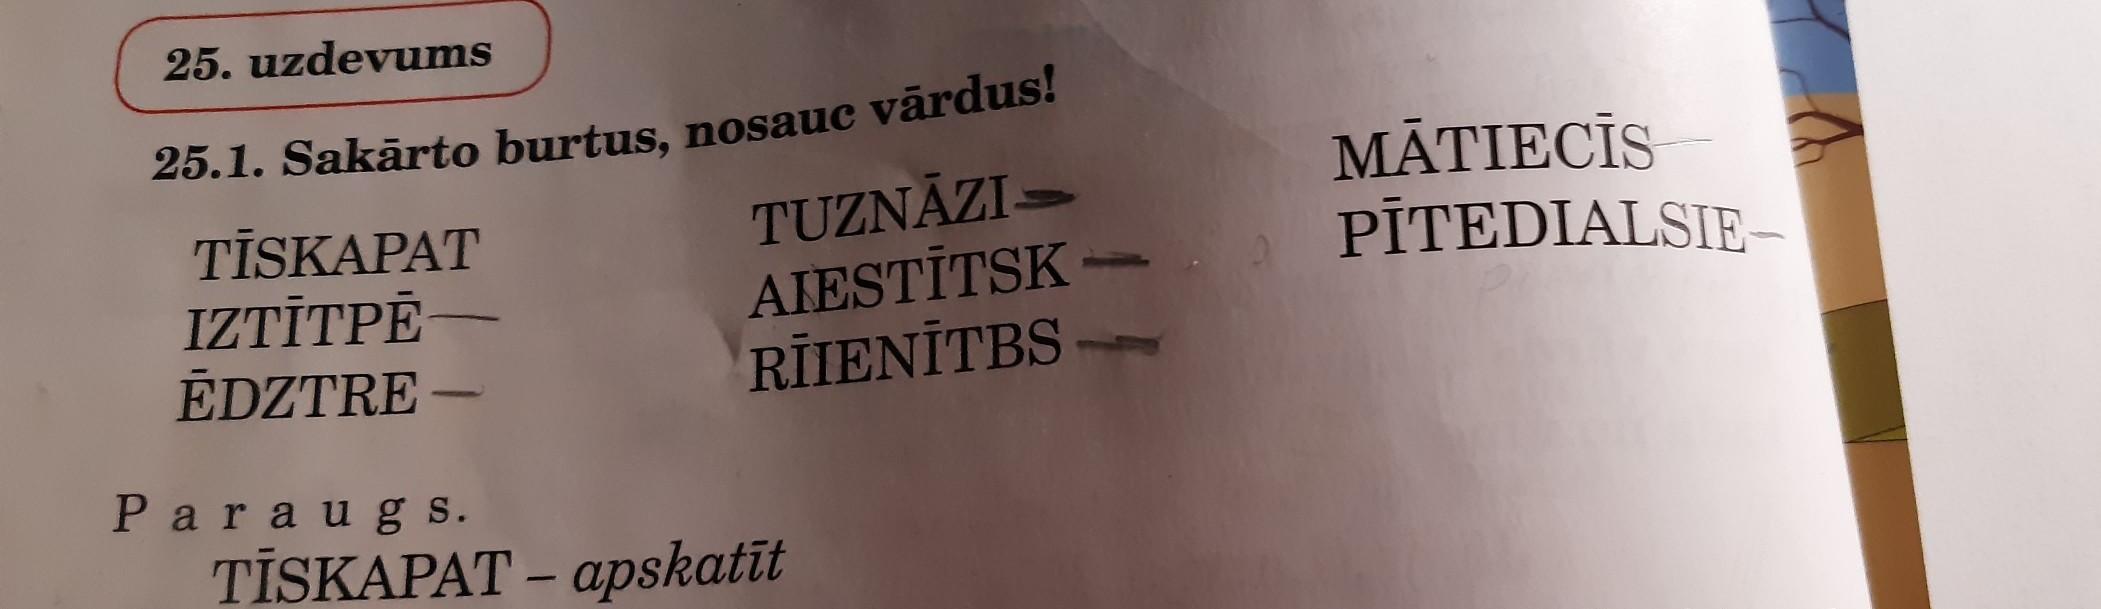 25. uzdevums
25.1. Sakārto burtus, nosauc vārdus!
TĪSKAPAT
IZTĪTPĒ
ĒDZTRE
TUZNĀZI
AIESTĪTSK
RĪIENĪTBS
MĀTIECĪS
PĪTEDIALSIE
Paraugs.
TĪSKAPAT – apskatīt